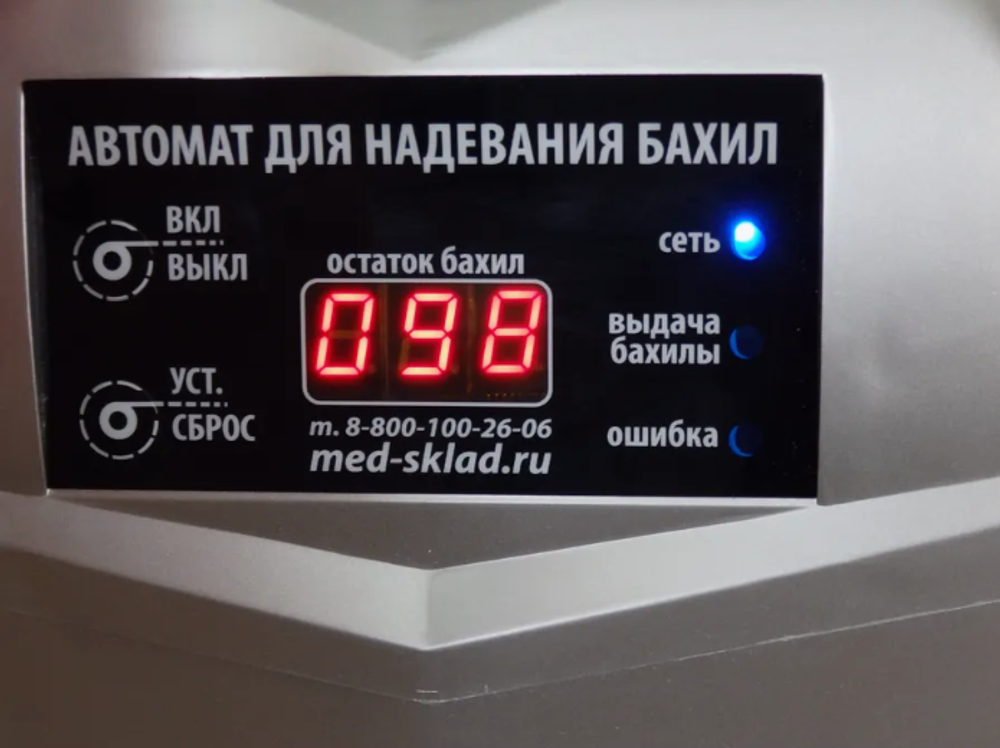 АВТОМАТ ДЛЯ НАДЕВАНИЯ БАХИЛ
ВКЛ
ВЫКЛ
УСТ.
СБРОС
остаток бахил
098
т. 8-800-100-26-06
med-sklad.ru
сеть
выдача
бахилы
ошибка